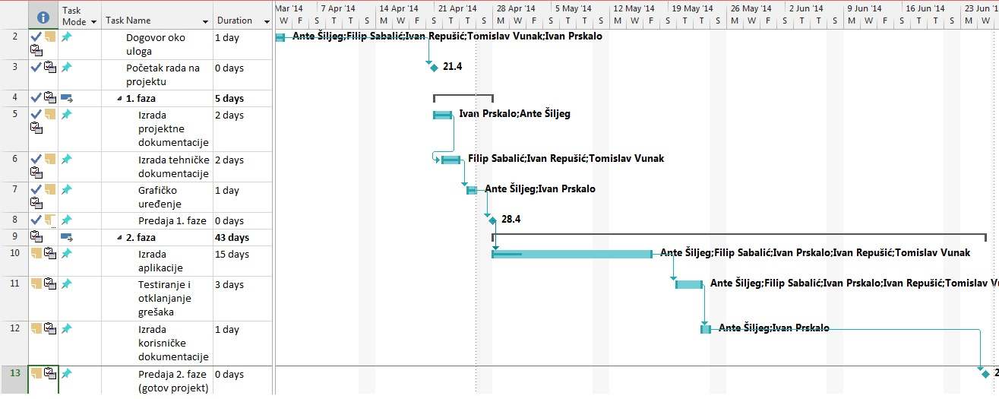 Task Mode Task Name Duration
Mar '14 7 Apr '14 14 Apr '14 21 Apr '14 28 Apr '14 5 May '14 12 May '14 19 May '14 26 May '14 2 Jun '14 9 Jun '14 16 Jun '14 23 Jun '1
W F S T T S M W F S T T S M W F S T T S M W F S T T S M W F S T T S M W F S T T S M W
2 Dogovor oko uloga 1 day Ante Šiljeg;Filip Sabalić;Ivan Repušić;Tomislav Vunak;Ivan Prskalo
3 Početak rada na projektu 0 days 21.4
4 1. faza 5 days
5 Izrada projektne dokumentacije 2 days Ivan Prskalo;Ante Šiljeg
6 Izrada tehničke dokumentacije 2 days Filip Sabalić;Ivan Repušić;Tomislav Vunak
7 Grafičko uređenje 1 day Ante Šiljeg;Ivan Prskalo
8 Predaja 1. faze 0 days 28.4
9 2. faza 43 days
10 Izrada aplikacije 15 days Ante Šiljeg;Filip Sabalić;Ivan Prskalo;Ivan Repušić;Tomislav Vunak
11 Testiranje i otklanjanje grešaka 3 days Ante Šiljeg;Filip Sabalić;Ivan Prskalo;Ivan Repušić;Tomislav V
12 Izrada korisničke dokumentacije 1 day Ante Šiljeg;Ivan Prskalo
13 Predaja 2. faze (gotov projekt) 0 days 2